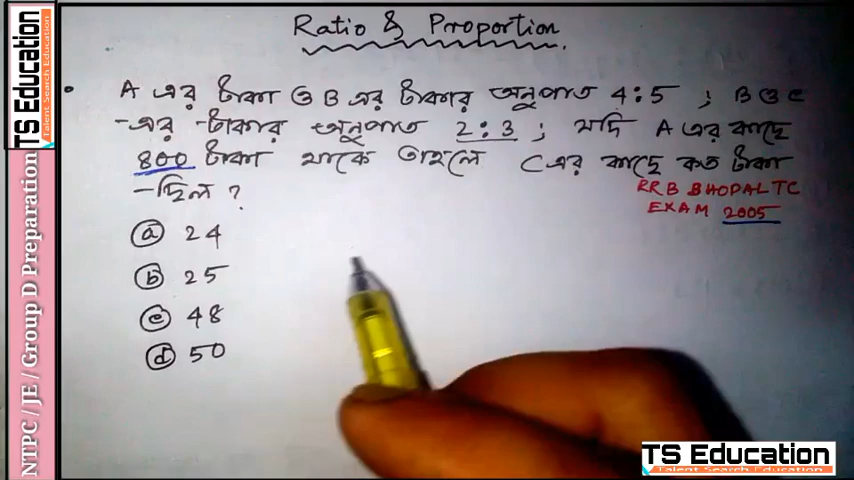 Ratio & Proportion
A এর টাকা ও B এর টাকার অনুপাত 4:5 ; B ও C
-এর -টাকার অনুপাত 2:3 ; যদি A এর কাছে
800 টাকা থাকে তাহলে C এর কাছে কত টাকা
-ছিল ?
RRB BHOPAL TC
EXAM 2005
(a) 24
(b) 25
(c) 48
(d) 50
TS Education
Talent Search Education
NTPC / JE / Group D Preparation
TS Education
Talent Search Education